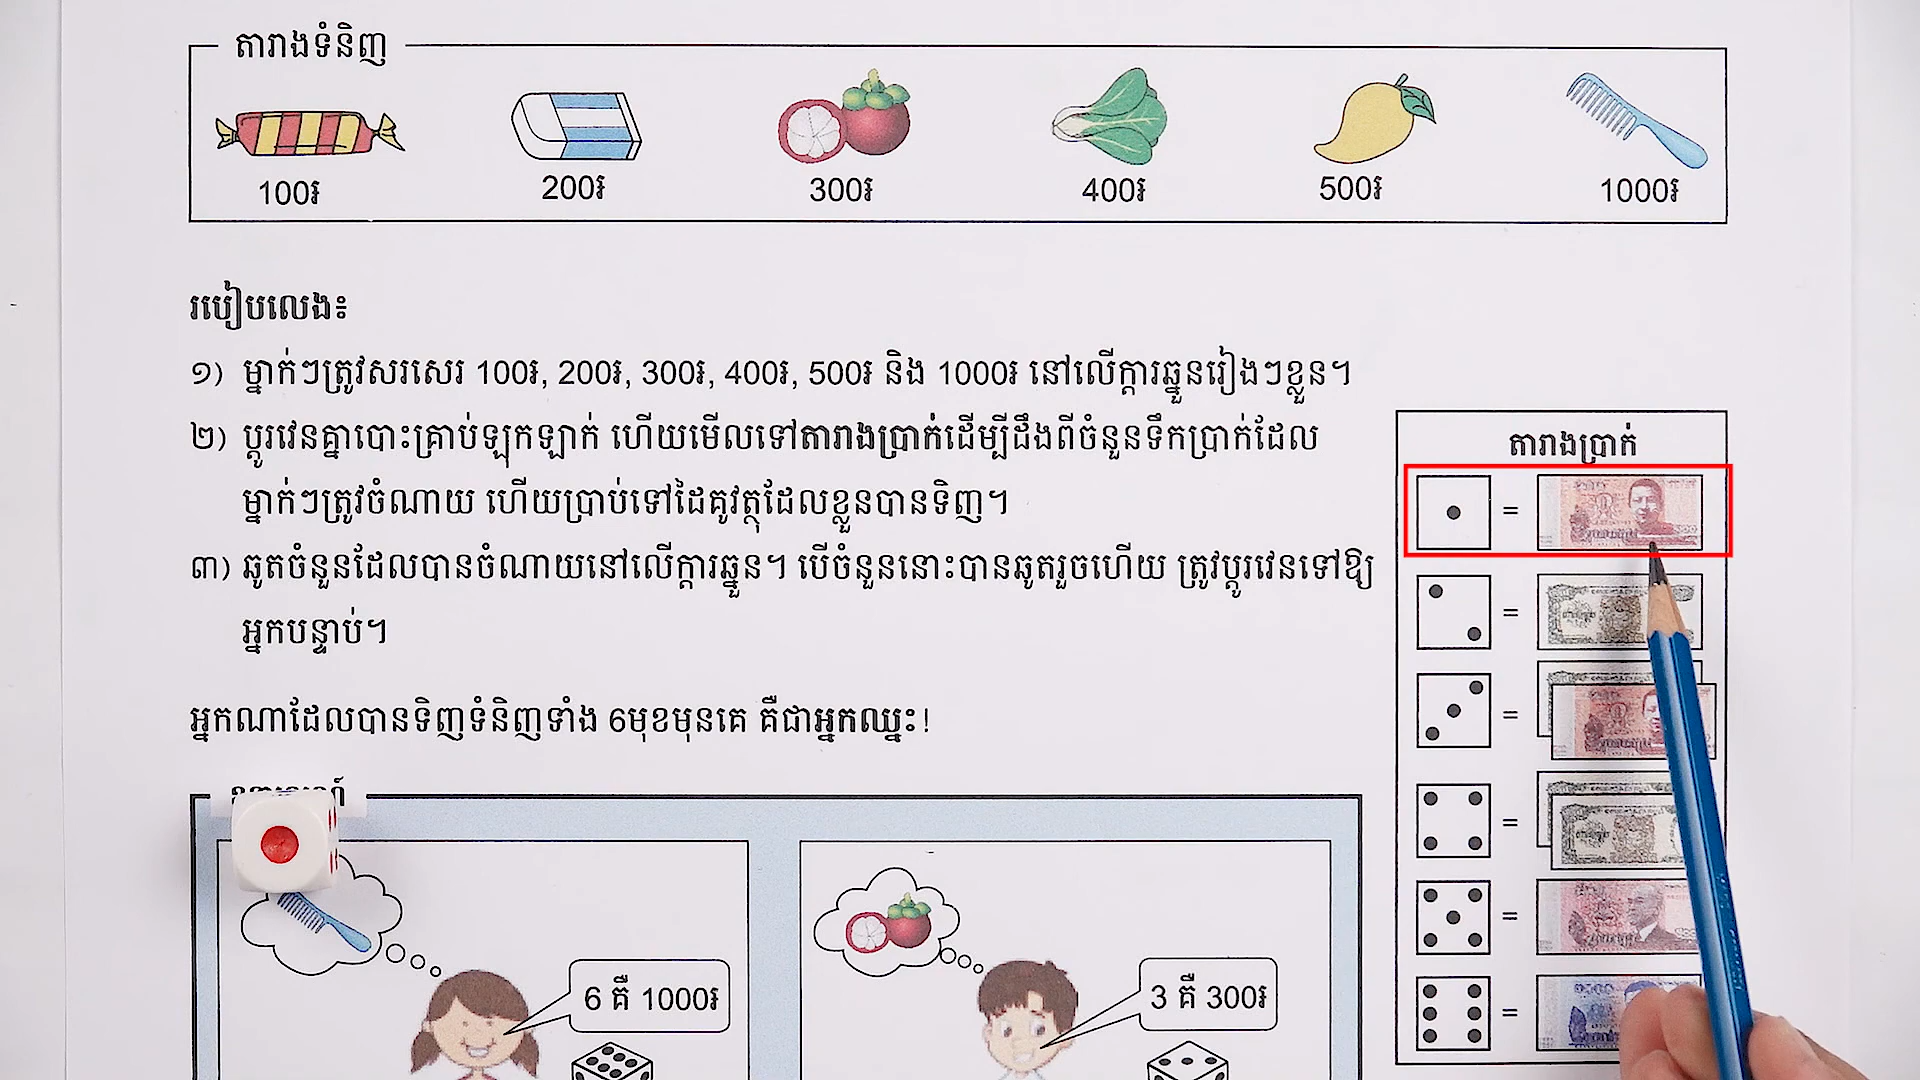 តារាងទំនិញ
100៛ 200៛ 300៛ 400៛ 500៛ 1000៛
របៀបលេង៖
១) ម្នាក់ៗត្រូវសរសេរ 100៛, 200៛, 300៛, 400៛, 500៛ និង 1000៛ នៅលើក្ដារឆ្នួនរៀងៗខ្លួន។
២) ប្ដូរវេនគ្នាបោះគ្រាប់ឡុកឡាក់ ហើយមើលទៅតារាងប្រាក់ដើម្បីដឹងពីចំនួនទឹកប្រាក់ដែល
ម្នាក់ៗត្រូវចំណាយ ហើយប្រាប់ទៅដៃគូវត្ថុដែលខ្លួនបានទិញ។
៣) ឆូតចំនួនដែលបានចំណាយនៅលើក្ដារឆ្នួន។ បើចំនួននោះបានឆូតរួចហើយ ត្រូវប្ដូរវេនទៅឱ្យ
អ្នកបន្ទាប់។
អ្នកណាដែលបានទិញទំនិញទាំង 6មុខមុនគេ គឺជាអ្នកឈ្នះ!
តារាងប្រាក់
=
=
=
=
=
=
6 គឺ 1000៛
3 គឺ 300៛